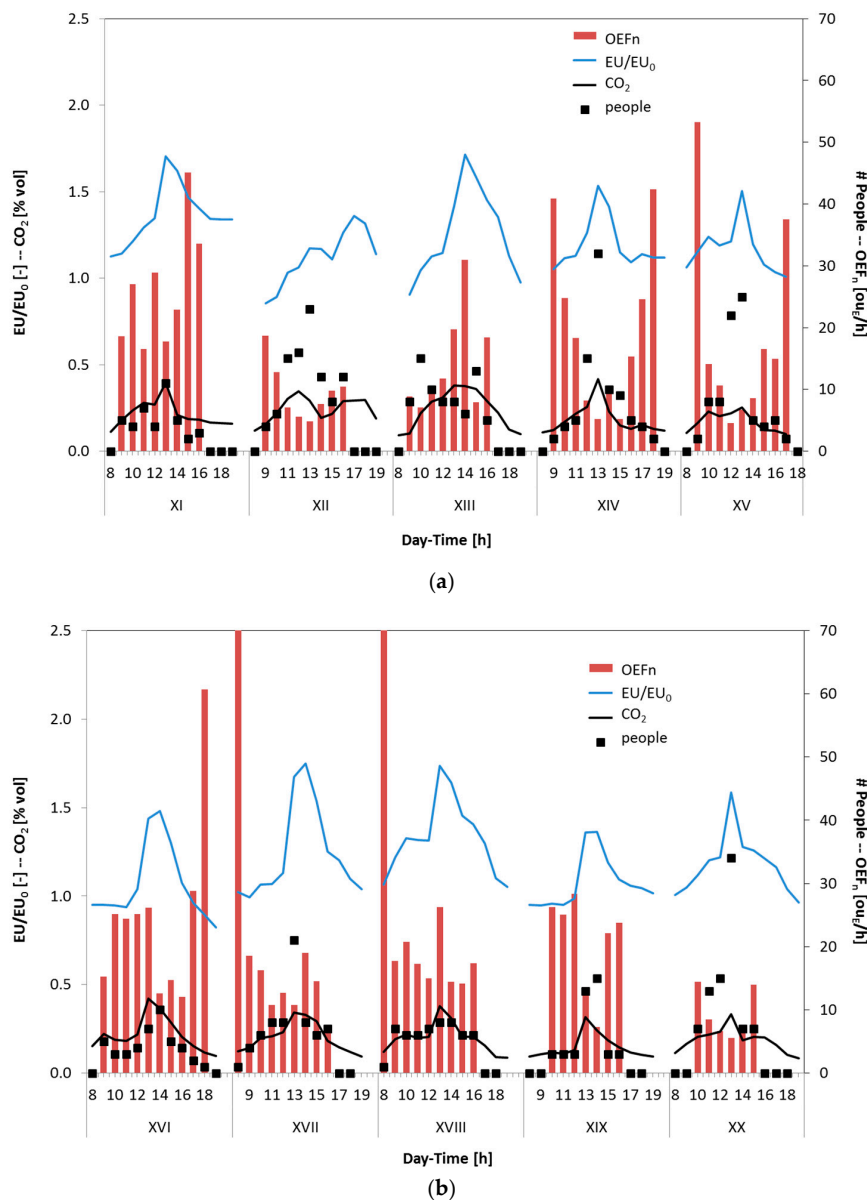 2.5
2.0
1.5
1.0
0.5
0.0
EU/EU₀ [-] -- CO₂ [% vol]
OEFn
EU/EU₀
CO₂
people
70
60
50
40
30
20
10
0
# People -- OEFₙ [ouE/h]
8 10 12 14 16 18 9 11 13 15 17 19 8 10 12 14 16 18 9 11 13 15 17 19 8 10 12 14 16 18
XI XII XIII XIV XV
Day-Time [h]
(a)
2.5
2.0
1.5
1.0
0.5
0.0
EU/EU₀ [-] -- CO₂ [% vol]
OEFn
EU/EU₀
CO₂
people
70
60
50
40
30
20
10
0
# People -- OEFₙ [ouE/h]
8 10 12 14 16 18 9 11 13 15 17 19 8 10 12 14 16 18 9 11 13 15 17 19 8 10 12 14 16 18
XVI XVII XVIII XIX XX
Day-Time [h]
(b)